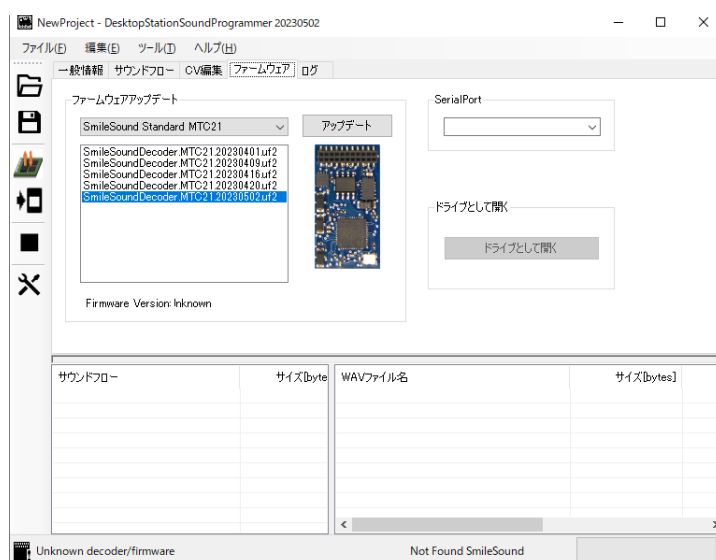 NewProject - DesktopStationSoundProgrammer 20230502
ファイル(F) 編集(E) ツール(T) ヘルプ(H)
一般情報 サウンドフロー CV編集 ファームウェア ログ
ファームウェアアップデート
SmileSound Standard MTC21
アップデート
SmileSoundDecoder.MTC21.20230401.uf2
SmileSoundDecoder.MTC21.20230409.uf2
SmileSoundDecoder.MTC21.20230416.uf2
SmileSoundDecoder.MTC21.20230420.uf2
SmileSoundDecoder.MTC21.20230502.uf2
Firmware Version: Inknown
SerialPort
ドライブとして開く
ドライブとして開く
サウンドフロー サイズ[byte
WAVファイル名 サイズ[bytes]
Unknown decoder/firmware
Not Found SmileSound